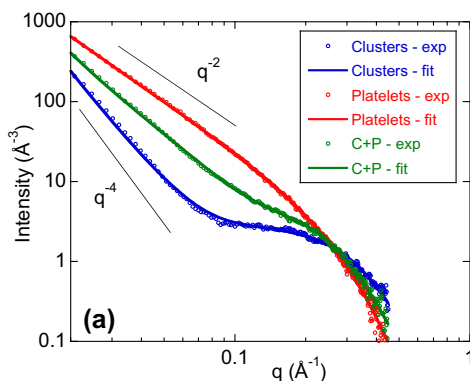 1000
100
10
1
0.1
Intensity (Å⁻³)
q⁻²
q⁻⁴
Clusters - exp
Clusters - fit
Platelets - exp
Platelets - fit
C+P - exp
C+P - fit
(a)
0.1
1
q (Å⁻¹)